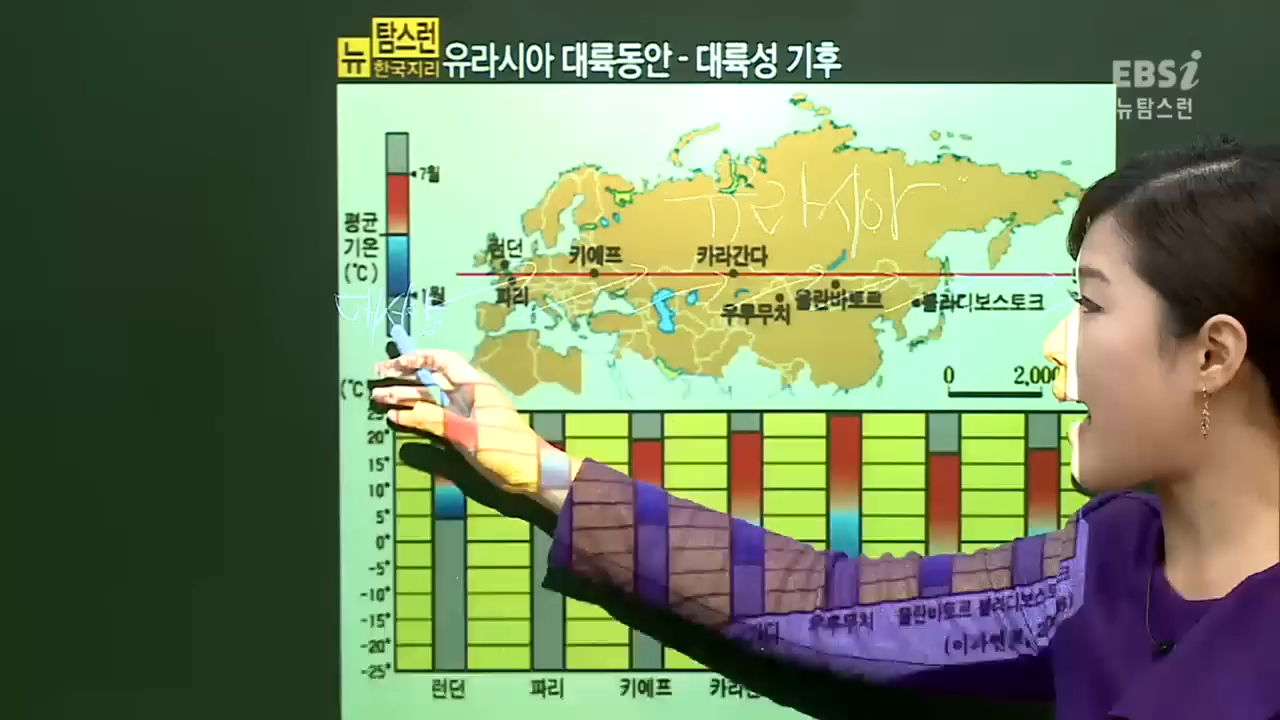 뉴 탐스런 한국지리
유라시아 대륙동안 - 대륙성 기후
EBSi
뉴탐스런
7월
평균
기온
(℃)
1월
유라시아
런던
키예프
카라간다
파리
우루무치
울란바토르
블라디보스토크
대서양
0 2,000
(℃)
20°
15°
10°
5°
0°
-5°
-10°
-15°
-20°
-25°
우루무치
울란바토르
런던
파리
키예프